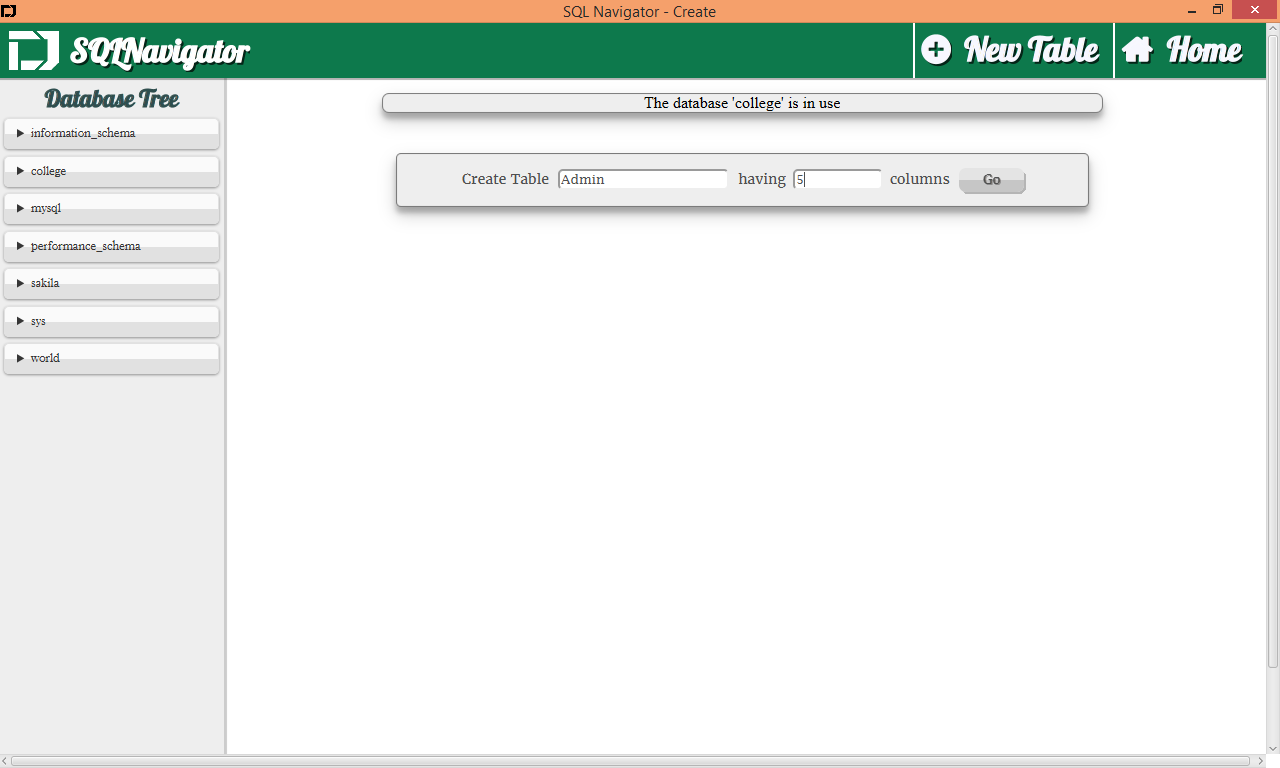 SQL Navigator - Create
SQLNavigator
New Table
Home
Database Tree
information_schema
college
mysql
performance_schema
sakila
sys
world
The database 'college' is in use
Create Table Admin having 5 columns Go